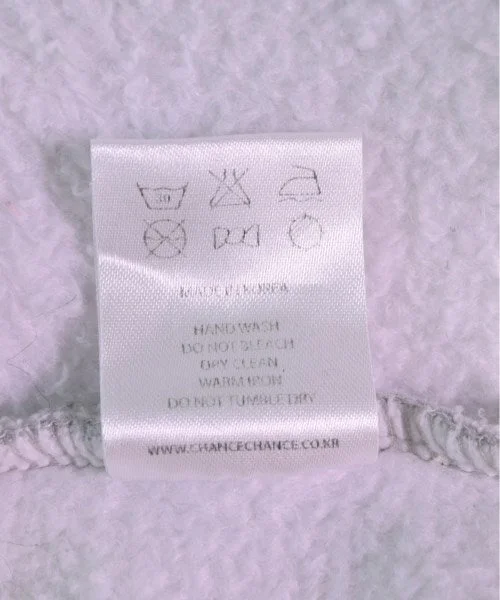 30
MADE IN KOREA
HAND WASH
DO NOT BLEACH
DRY CLEAN
WARM IRON
DO NOT TUMBLE DRY
WWW.CHANCECHANCE.CO.KR